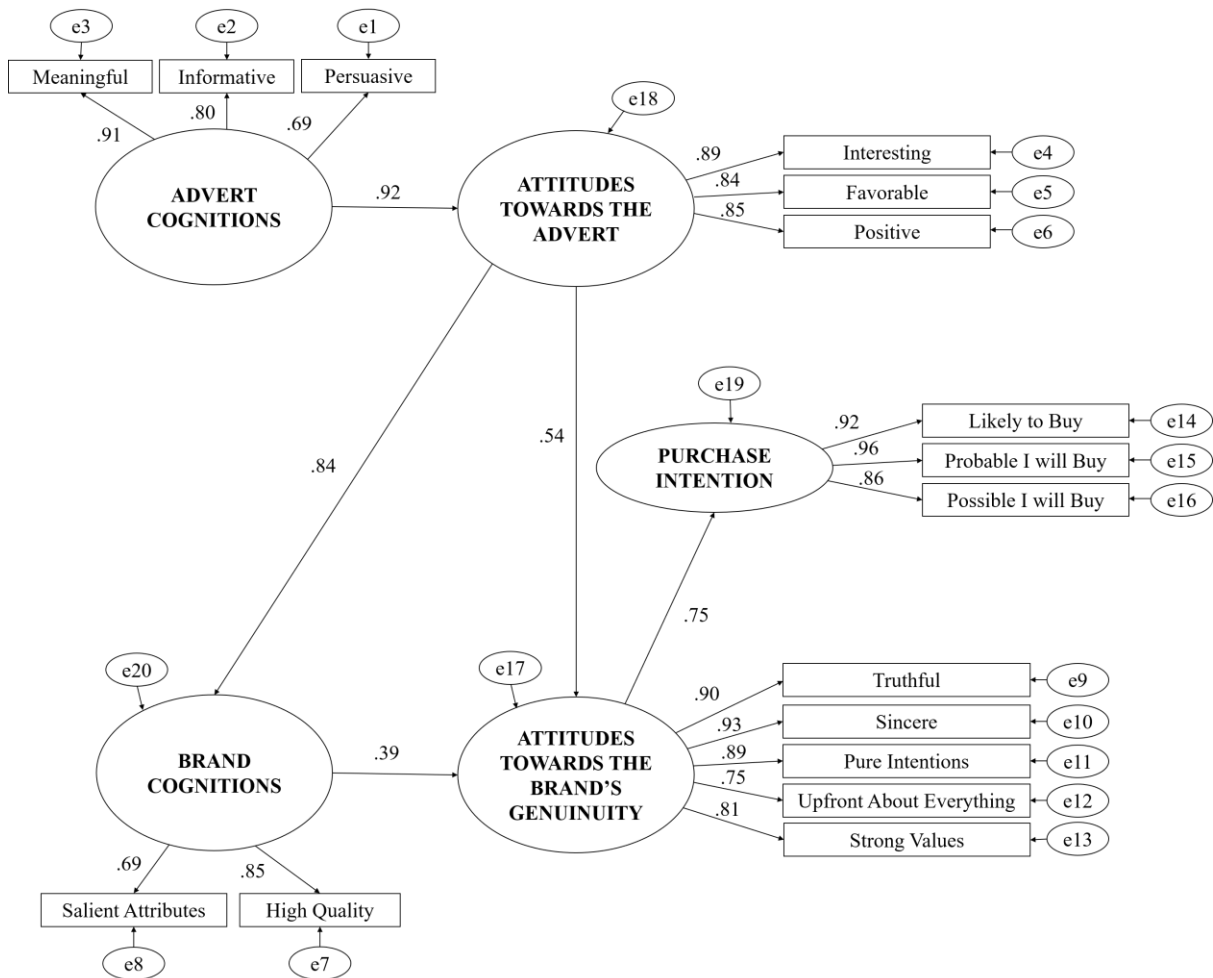 e3
e2
e1
Meaningful
Informative
Persuasive
.91
.80
.69
ADVERT
COGNITIONS
.92
e18
ATTITUDES
TOWARDS THE
ADVERT
.89
.84
.85
Interesting
Favorable
Positive
e4
e5
e6
.84
.54
e19
PURCHASE
INTENTION
.92
.96
.86
Likely to Buy
Probable I will Buy
Possible I will Buy
e14
e15
e16
.75
e20
BRAND
COGNITIONS
.39
e17
ATTITUDES
TOWARDS THE
BRAND’S
GENUINITY
.90
.93
.89
.75
.81
Truthful
Sincere
Pure Intentions
Upfront About Everything
Strong Values
e9
e10
e11
e12
e13
.69
.85
Salient Attributes
High Quality
e8
e7